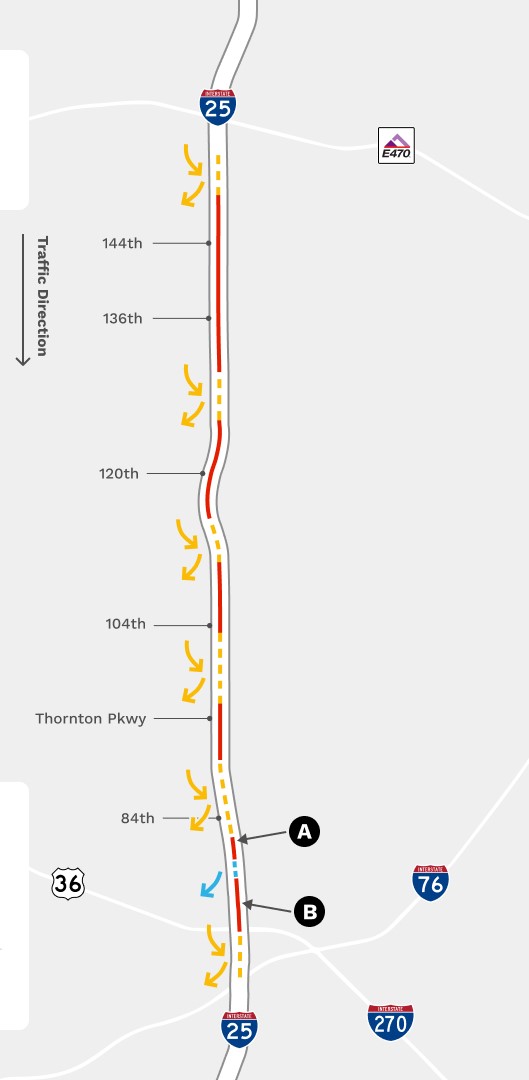 INTERSTATE
25
E470
Traffic Direction
144th
136th
120th
104th
Thornton Pkwy
84th
A
36
INTERSTATE
76
B
INTERSTATE
25
INTERSTATE
270